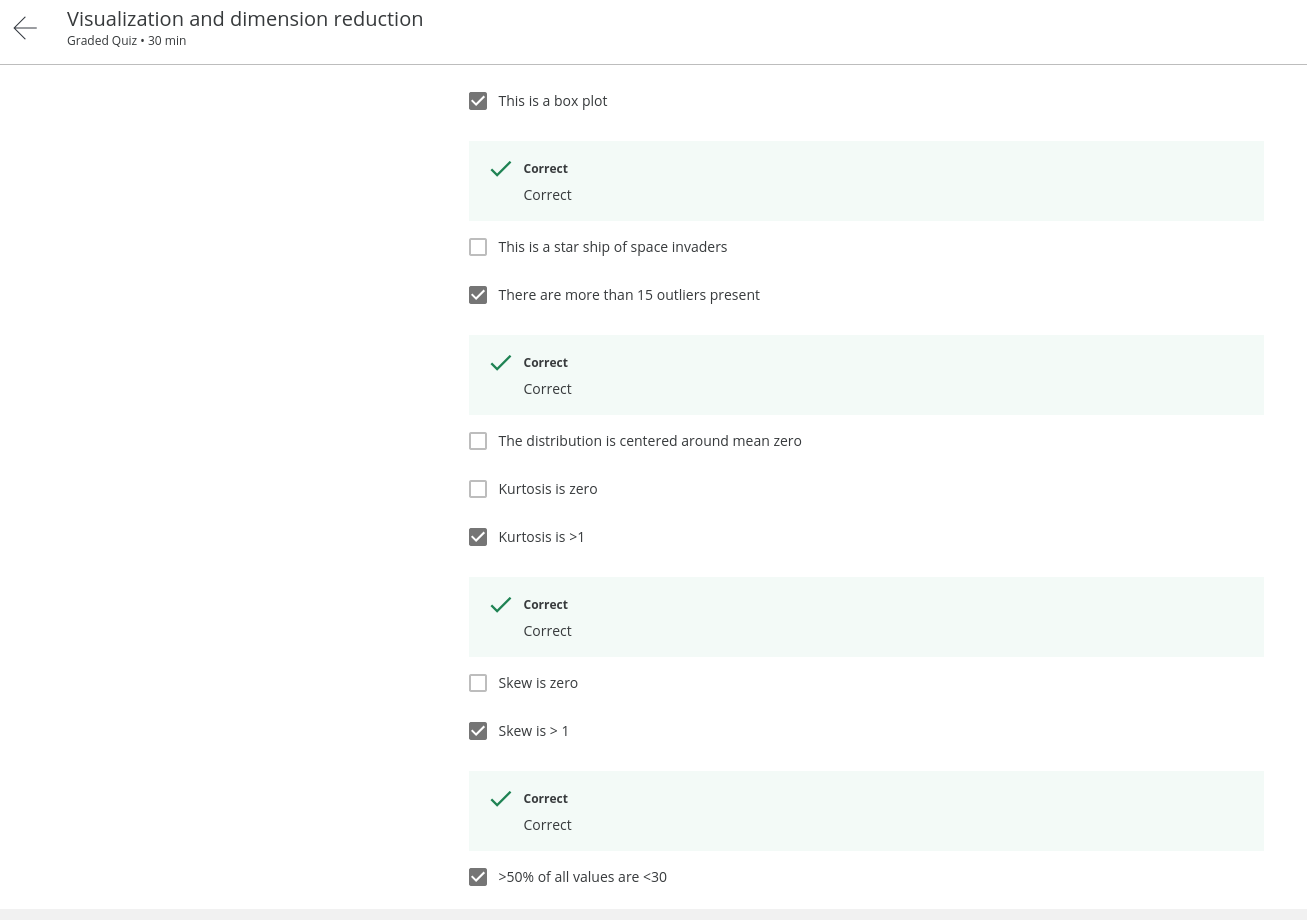 Visualization and dimension reduction
Graded Quiz • 30 min
This is a box plot
Correct
Correct
This is a star ship of space invaders
There are more than 15 outliers present
Correct
Correct
The distribution is centered around mean zero
Kurtosis is zero
Kurtosis is >1
Correct
Correct
Skew is zero
Skew is > 1
Correct
Correct
>50% of all values are <30